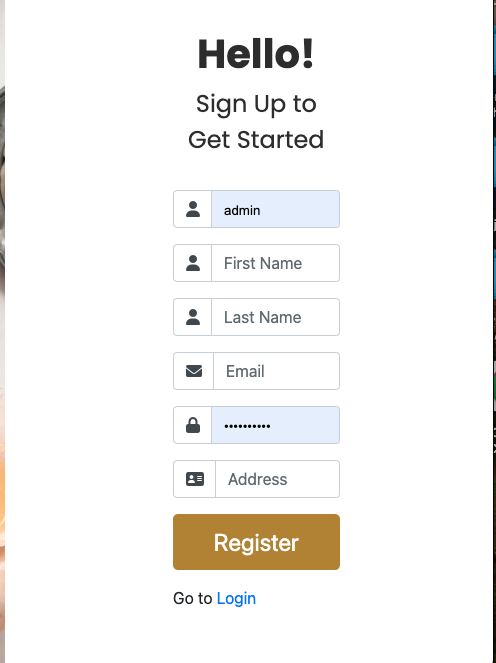 Hello!
Sign Up to
Get Started
admin
First Name
Last Name
Email
••••••••••
Address
Register
Go to Login